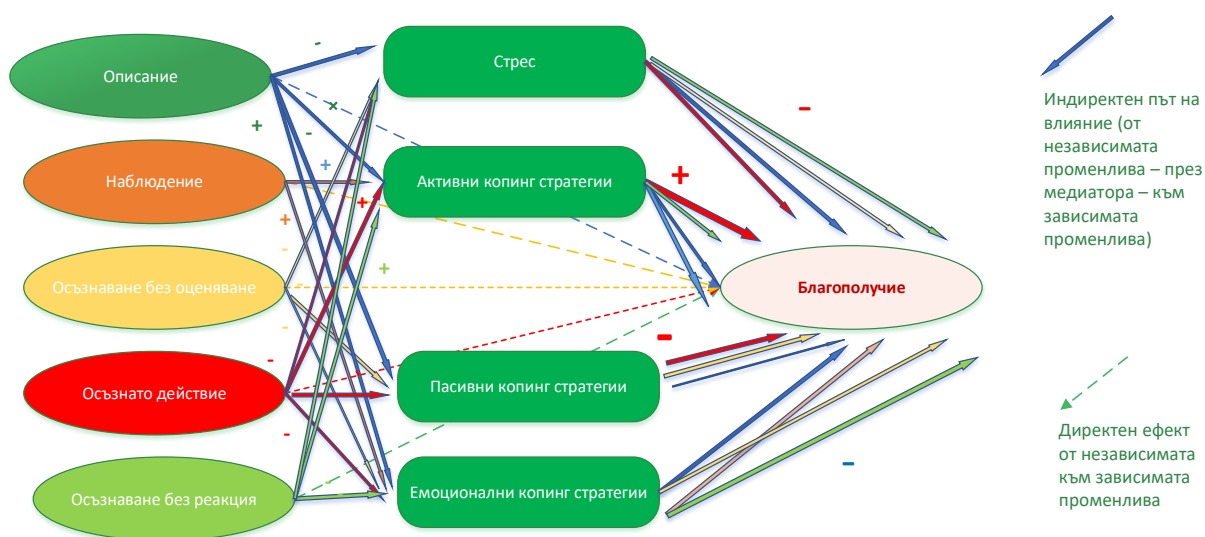 Описание
Наблюдение
Осъзнаване без оценяване
Осъзнато действие
Осъзнаване без реакция
Стрес
Активни копинг стратегии
Пасивни копинг стратегии
Емоционални копинг стратегии
Благополучие
Индиректен път на
влияние (от
независимата
променлива – през
медиатора – към
зависимата
променлива)
Директен ефект
от независимата
към зависимата
променлива